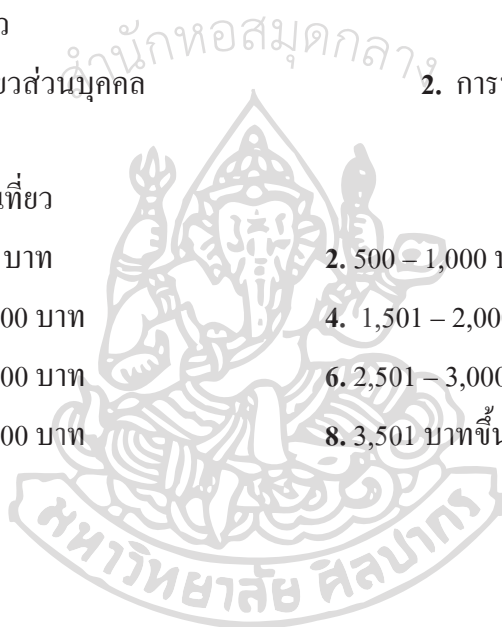 สำนักหอสมุดกลาง
ยวส่วนบุคคล 2. การ
เที่ยว
บาท 2. 500 – 1,000
00 บาท 4. 1,501 – 2,00
00 บาท 6. 2,501 – 3,000
00 บาท 8. 3,501 บาทขึ้น
มหาวิทยาลัย ศิลปากร